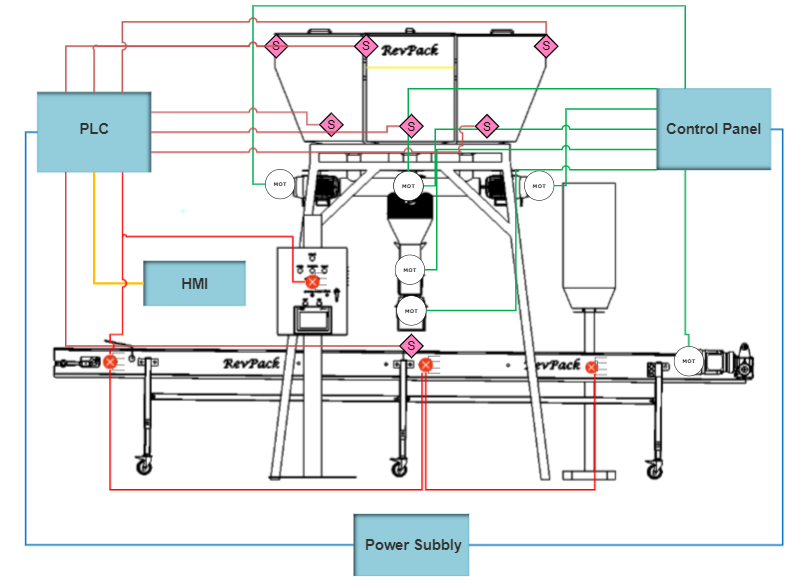 S
S
S
RevPack
PLC
S
S
S
Control Panel
MOT
MOT
MOT
MOT
HMI
MOT
S
MOT
RevPack
RevPack
Power Subbly